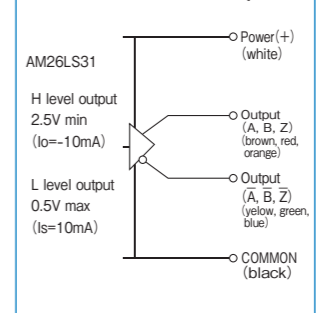 AM26LS31
H level output
2.5V min
(Io=-10mA)
L level output
0.5V max
(Is=10mA)
Power(+)
(white)
Output
(A, B, Z)
(brown, red,
orange)
Output
(A̅, B̅, Z̅)
(yelow, green,
blue)
COMMON
(black)